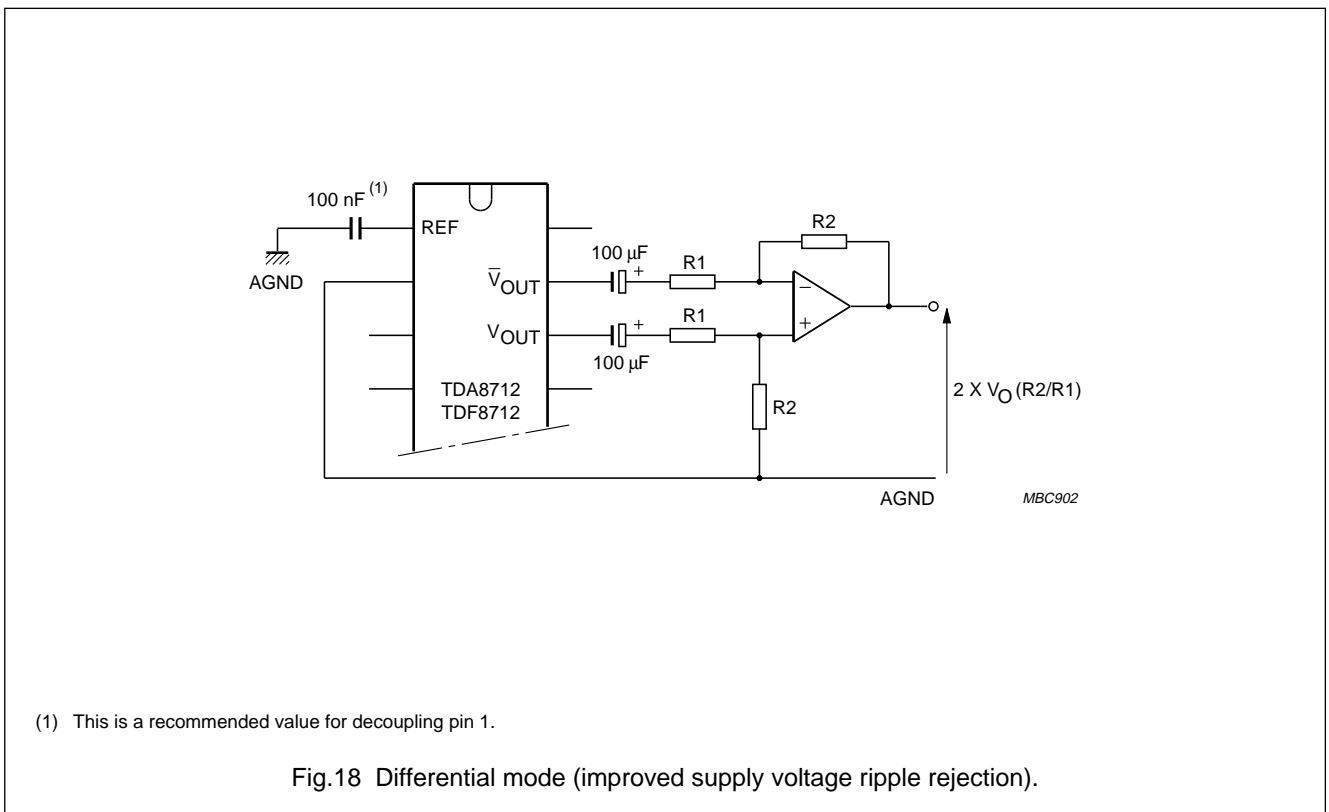 100 nF (1)
REF
AGND
V̅OUT
VOUT
100 μF
+
R1
R2
−
+
R1
+
100 μF
R2
TDA8712
TDF8712
2 X VO (R2/R1)
AGND
MBC902
(1) This is a recommended value for decoupling pin 1.
Fig.18 Differential mode (improved supply voltage ripple rejection).